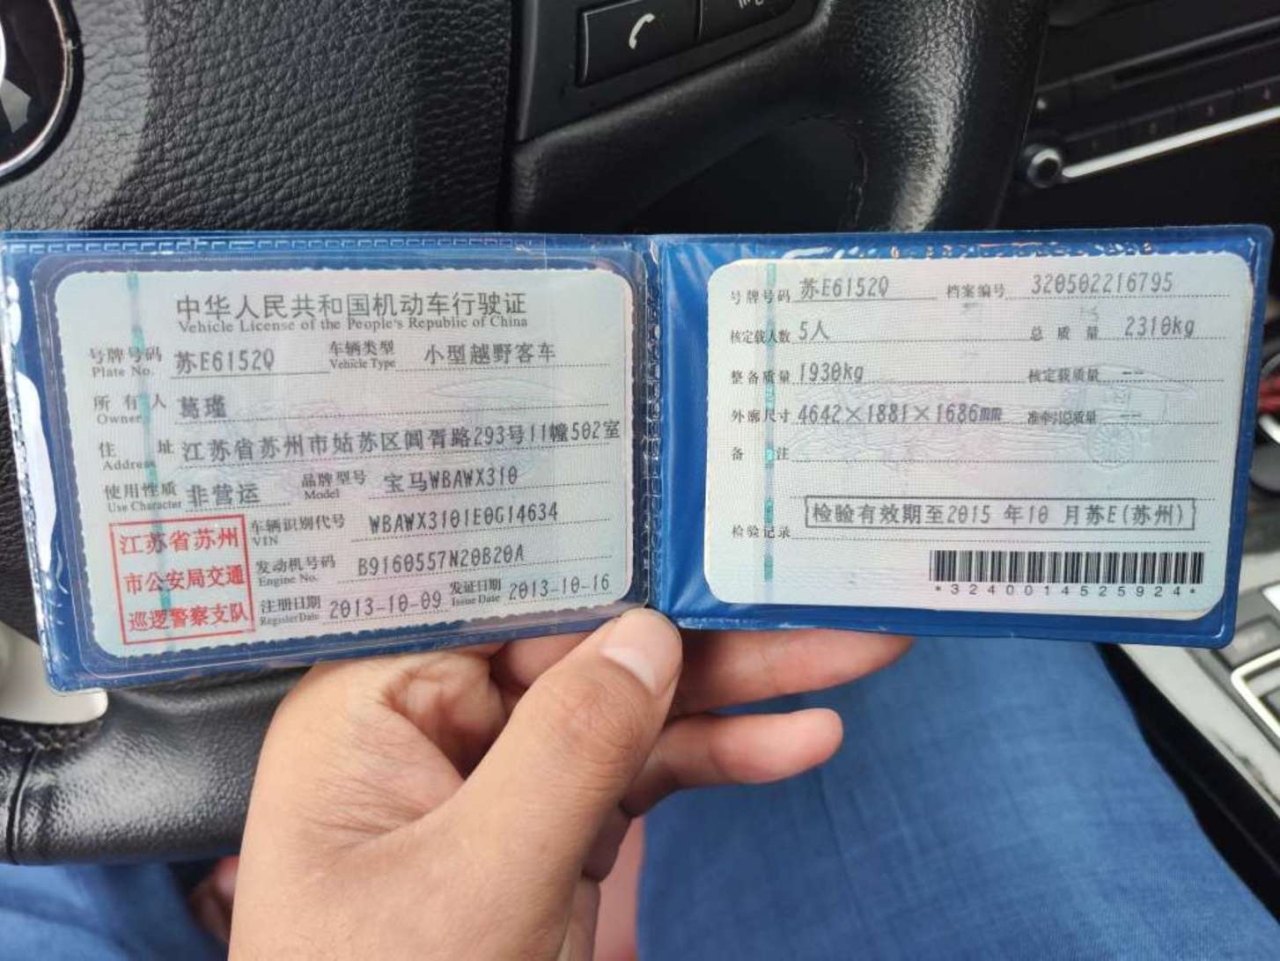 中华人民共和国机动车行驶证
Vehicle License of the People's Republic of China
号牌号码 苏E6152Q 车辆类型 小型越野客车
Plate No. Vehicle Type
所有人 葛瑾
Owner
住址 江苏省苏州市姑苏区阊胥路293号11幢502室
Address
使用性质 非营运 品牌型号 宝马WBAWX310
Use Character Model
江苏省苏州
市公安局交通
巡逻警察支队
车辆识别代号 WBAWX3101E0G14634
VIN
发动机号码 B9160557N20B20A
Engine No.
注册日期 2013-10-09 发证日期 2013-10-16
Register Date Issue Date
号牌号码 苏E6152Q 档案编号 320502216795
核定载人数 5人 总质量 2310kg
整备质量 1930kg 核定载质量 --
外廓尺寸 4642×1881×1686mm 准牵引总质量 --
备注
检验有效期至2015 年10 月苏E(苏州)
检验记录
*3240014525924*